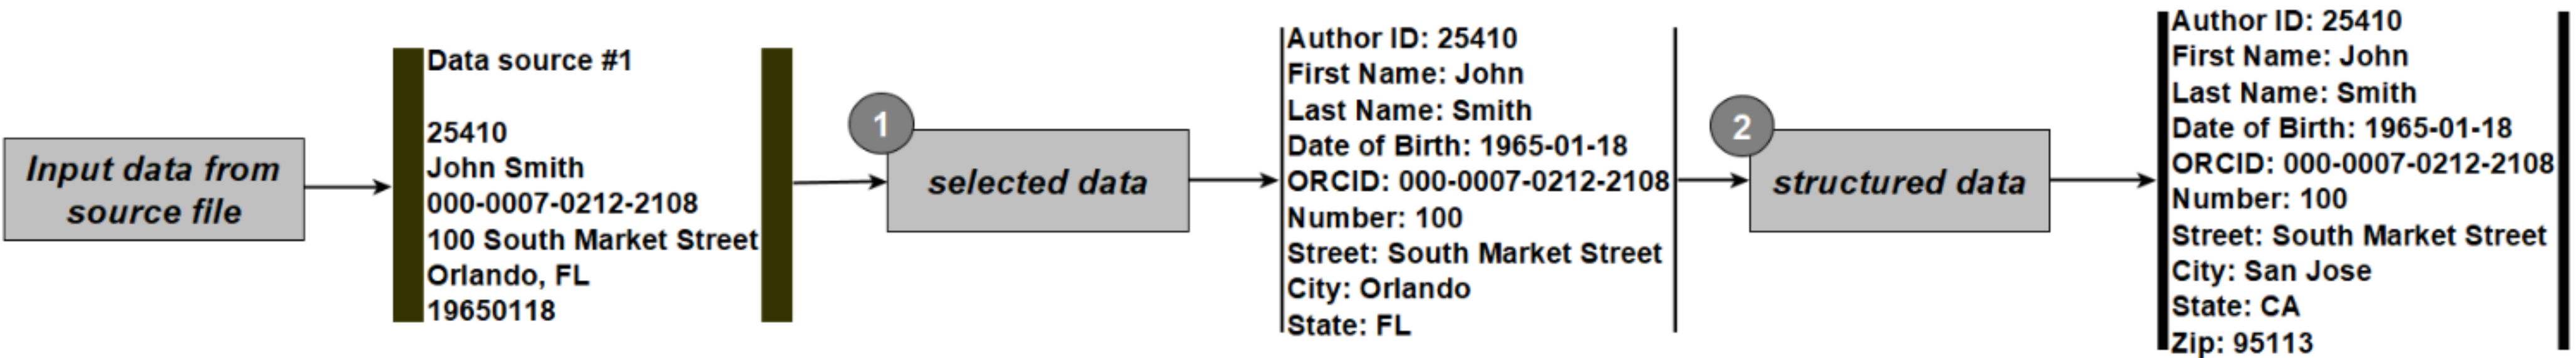 Input data from
source file
Data source #1
25410
John Smith
000-0007-0212-2108
100 South Market Street
Orlando, FL
19650118
1
selected data
Author ID: 25410
First Name: John
Last Name: Smith
Date of Birth: 1965-01-18
ORCID: 000-0007-0212-2108
Number: 100
Street: South Market Street
City: Orlando
State: FL
2
structured data
Author ID: 25410
First Name: John
Last Name: Smith
Date of Birth: 1965-01-18
ORCID: 000-0007-0212-2108
Number: 100
Street: South Market Street
City: San Jose
State: CA
Zip: 95113